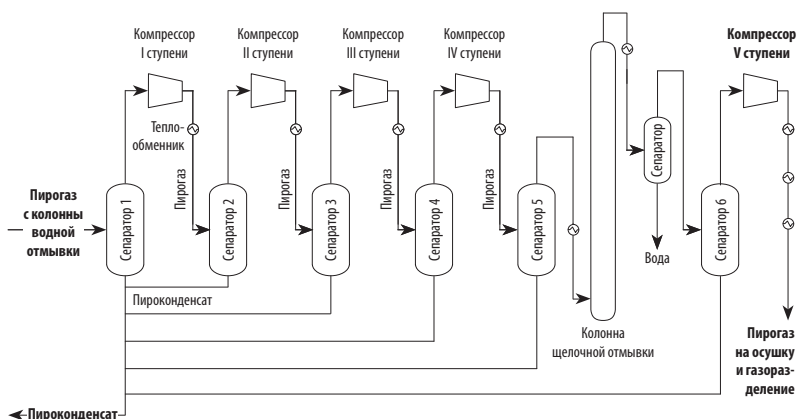 Компрессор
I ступени
Компрессор
II ступени
Компрессор
III ступени
Компрессор
IV ступени
Компрессор
V ступени
Тепло-
обменник
Пирогаз
Пирогаз
Пирогаз
Пирогаз
Пирогаз
с колонны
водной
отмывки
Сепаратор 1
Сепаратор 2
Сепаратор 3
Сепаратор 4
Сепаратор 5
Сепаратор
Сепаратор 6
Вода
Пироконденсат
Колонна
щелочной отмывки
Пирогаз
на осушку
и газораз-
деление
Пироконденсат